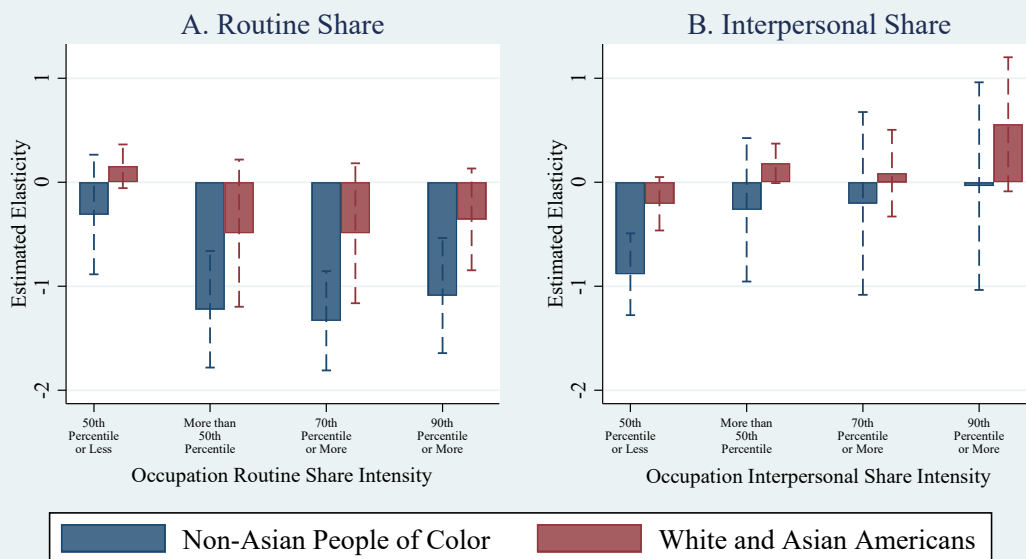 A. Routine Share
Estimated Elasticity
1
0
-1
-2
50th
Percentile
or Less
More than
50th
Percentile
70th
Percentile
or More
90th
Percentile
or More
Occupation Routine Share Intensity
B. Interpersonal Share
Estimated Elasticity
1
0
-1
-2
50th
Percentile
or Less
More than
50th Percentile
70th
Percentile
or More
90th
Percentile
or More
Occupation Interpersonal Share Intensity
Non-Asian People of Color
White and Asian Americans